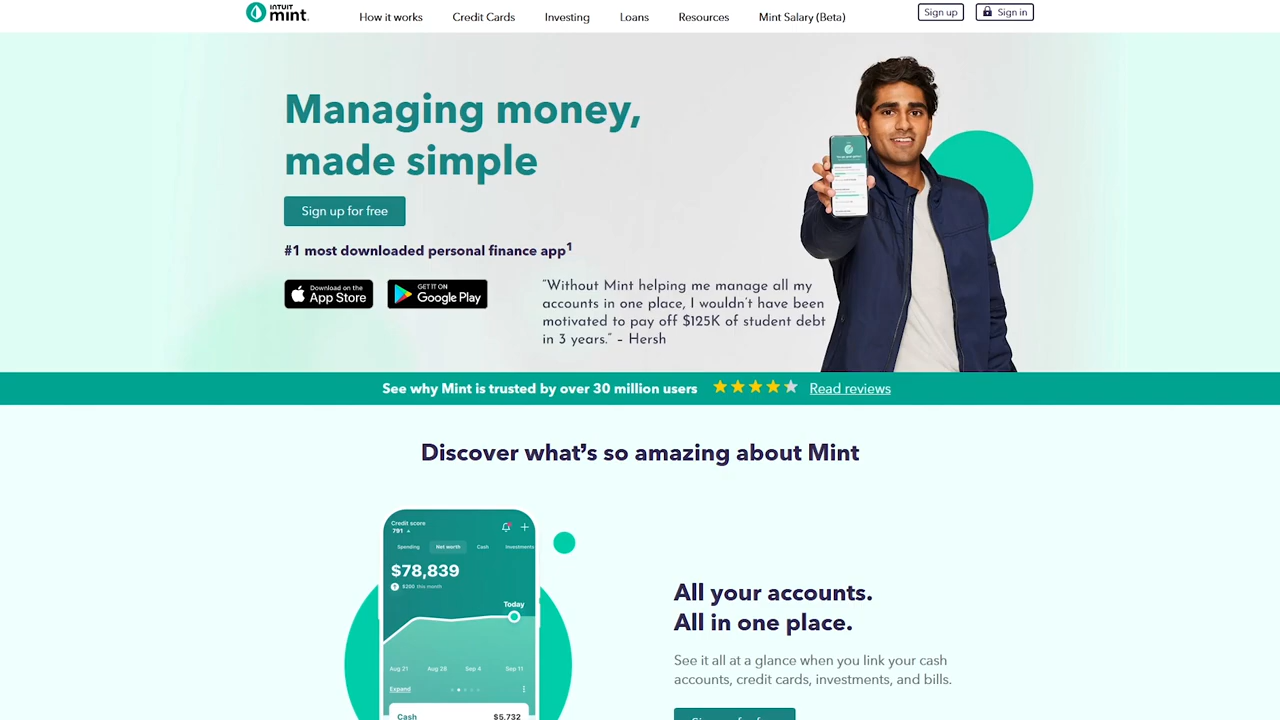 INTUIT
mint.
How it works
Credit Cards
Investing
Loans
Resources
Mint Salary (Beta)
Sign up
Sign in
Managing money,
made simple
Sign up for free
#1 most downloaded personal finance app1
Download on the
App Store
GET IT ON
Google Play
"Without Mint helping me manage all my
accounts in one place, I wouldn't have been
motivated to pay off $125K of student debt
in 3 years." – Hersh
See why Mint is trusted by over 30 million users
Read reviews
Discover what's so amazing about Mint
Credit score
791
Spending
Net worth
Cash
Investments
$78,839
$200 this month
Today
Aug 21
Aug 28
Sep 4
Sep 11
Expand
Cash
$5,732
All your accounts.
All in one place.
See it all at a glance when you link your cash
accounts, credit cards, investments, and bills.